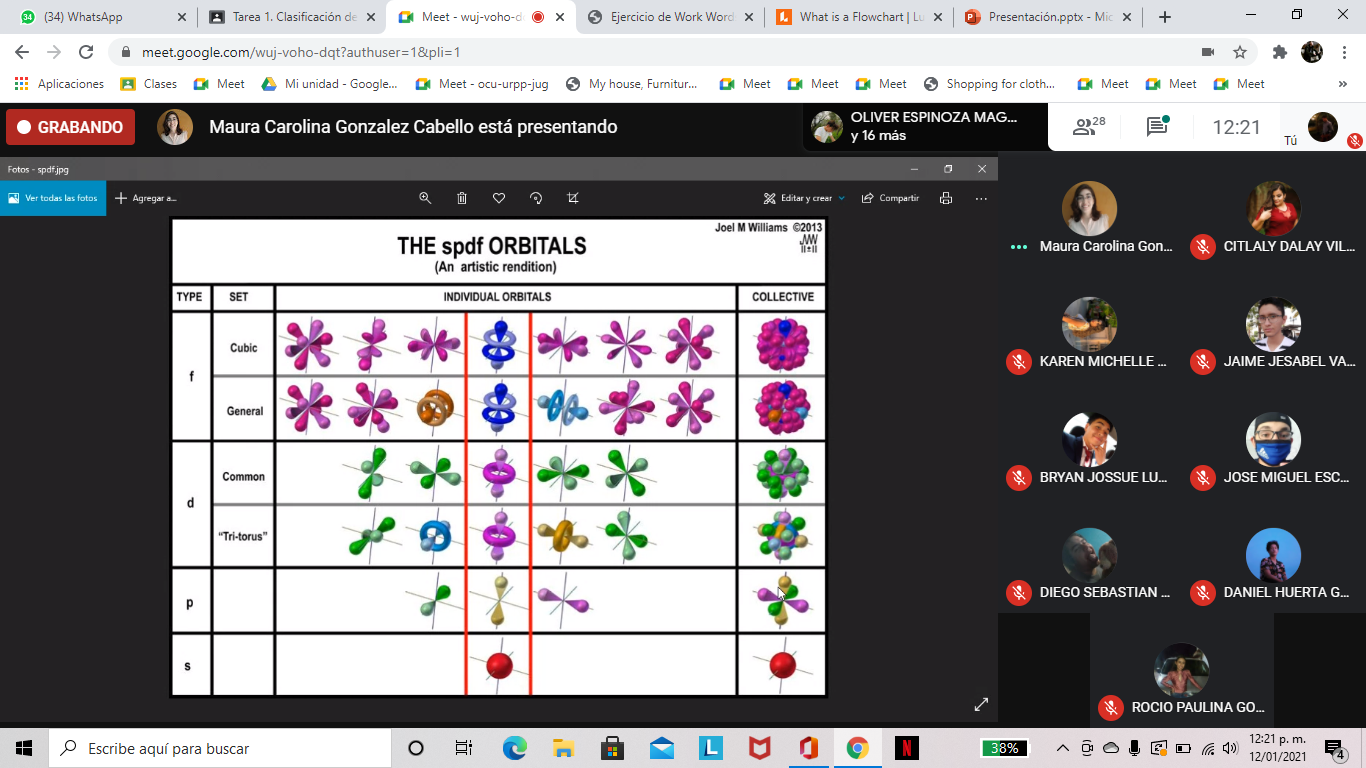 (34) WhatsApp
Tarea 1. Clasificación de
Meet - wuj-voho-d
Ejercicio de Work Word
What is a Flowchart | Lu
Presentación.pptx - Mic
meet.google.com/wuj-voho-dqt?authuser=1&pli=1
Aplicaciones
Clases
Meet
Mi unidad - Google...
Meet - ocu-urpp-jug
My house, Furnitur...
Meet
Meet
Meet
Shopping for cloth...
Meet
Meet
Meet
GRABANDO
Maura Carolina Gonzalez Cabello está presentando
OLIVER ESPINOZA MAG...
y 16 más
28
12:21
Tú
Fotos - spdf.jpg
Ver todas las fotos
Agregar a...
Editar y crear
Compartir
Joel M Williams ©2013
THE spdf ORBITALS
(An artistic rendition)
TYPE
SET
INDIVIDUAL ORBITALS
COLLECTIVE
f
Cubic
General
d
Common
"Tri-torus"
p
s
Maura Carolina Gon...
CITLALY DALAY VIL...
KAREN MICHELLE ...
JAIME JESABEL VA...
BRYAN JOSSUE LU...
JOSE MIGUEL ESC...
DIEGO SEBASTIAN ...
DANIEL HUERTA G...
ROCIO PAULINA GO...
Escribe aquí para buscar
38%
12:21 p. m.
12/01/2021
4